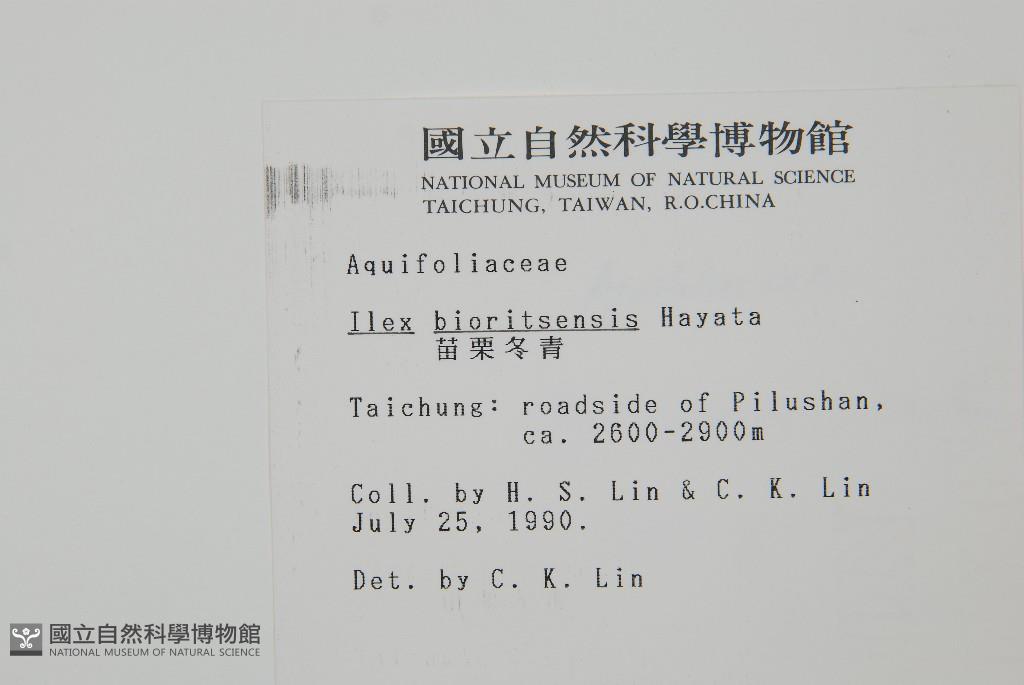 國立自然科學博物館
NATIONAL MUSEUM OF NATURAL SCIENCE
TAICHUNG, TAIWAN, R.O.CHINA
Aquifoliaceae
Ilex bioritsensis Hayata
苗栗冬青
Taichung: roadside of Pilushan,
ca. 2600-2900m
Coll. by H. S. Lin & C. K. Lin
July 25, 1990.
Det. by C. K. Lin
國立自然科學博物館
NATIONAL MUSEUM OF NATURAL SCIENCE